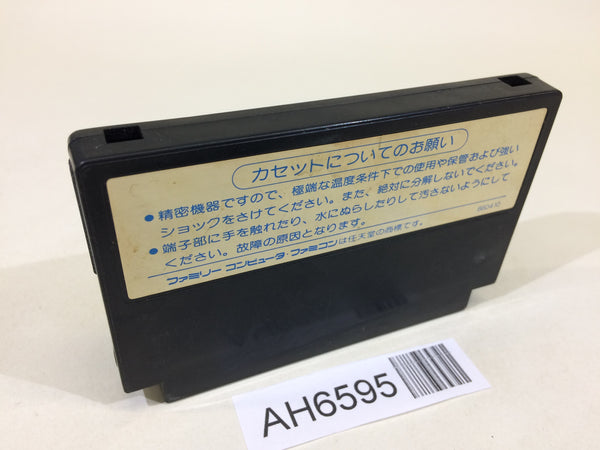 カセットについてのお願い
●精密機器ですので、極端な温度条件下での使用や保管および強い
ショックをさけてください。また、絶対に分解しないでください。
●端子部に手を触れたり、水にぬらしたりして汚さないようにして
ください。故障の原因となります。
ファミリー コンピュータ・ファミコンは任天堂の商標です。
AH6595